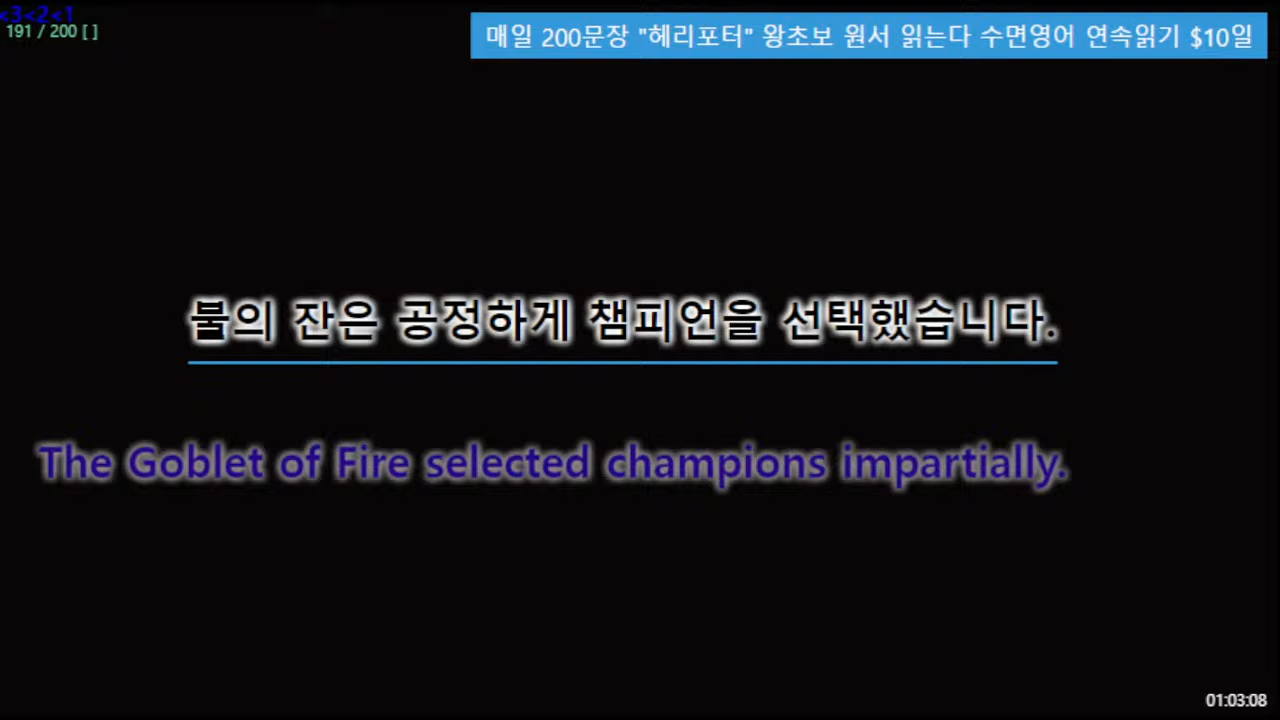 <3<2<1
191 / 200 [ ]
매일 200문장 "헤리포터" 왕초보 원서 읽는다 수면영어 연속읽기 $10일
불의 잔은 공정하게 챔피언을 선택했습니다.
The Goblet of Fire selected champions impartially.
01:03:08